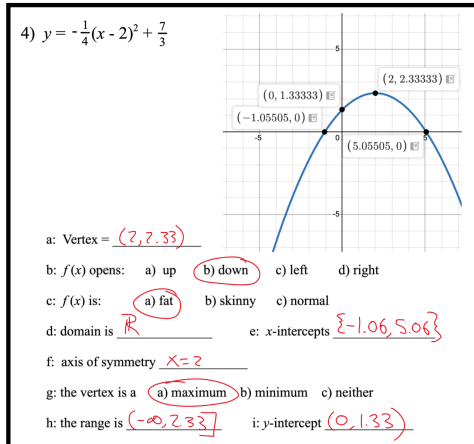 4) y = -1/4(x - 2)² + 7/3
5
(2, 2.33333)
(0, 1.33333)
(−1.05505, 0)
-5 0 5
(5.05505, 0)
-5
a: Vertex = (2, 2.33)
b: f(x) opens: a) up b) down c) left d) right
c: f(x) is: a) fat b) skinny c) normal
d: domain is ℝ e: x-intercepts {-1.06, 5.06}
f: axis of symmetry x=2
g: the vertex is a a) maximum b) minimum c) neither
h: the range is (-∞, 2.33] i: y-intercept (0, 1.33)